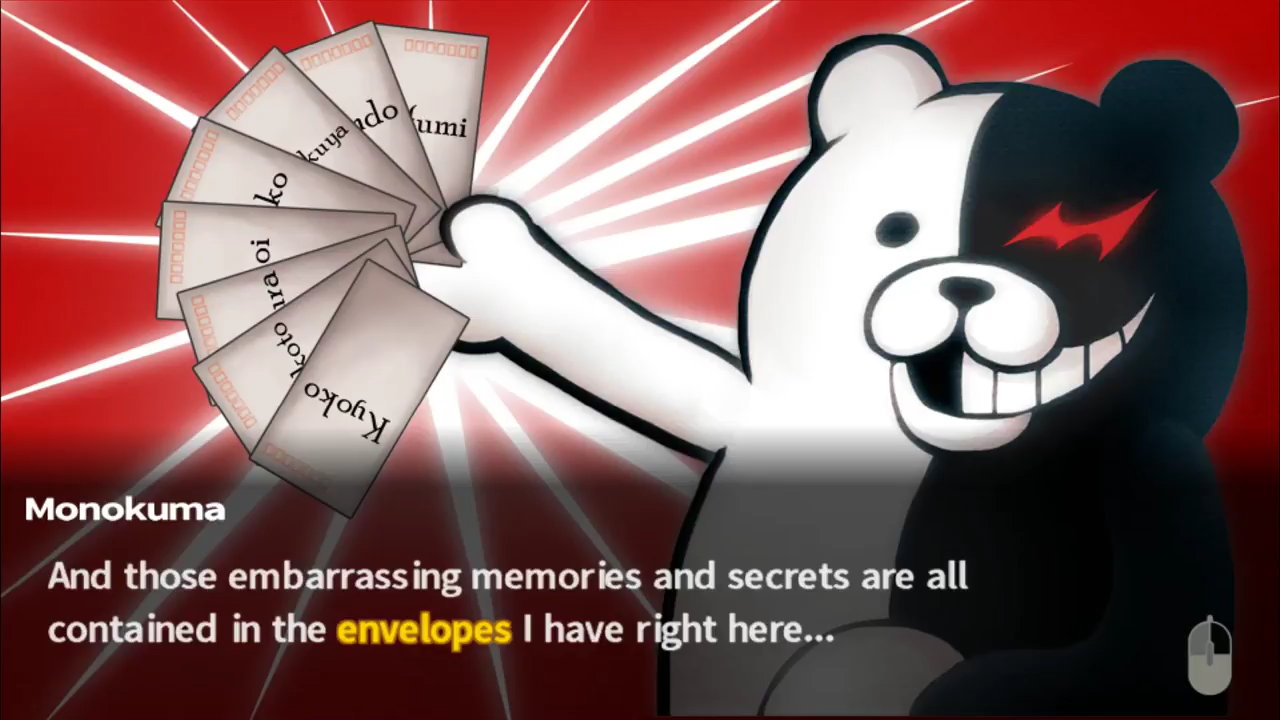 umi
ndo
kuya
ko
oi
ura
koto
Kyoko
Monokuma
And those embarrassing memories and secrets are all
contained in the envelopes I have right here...